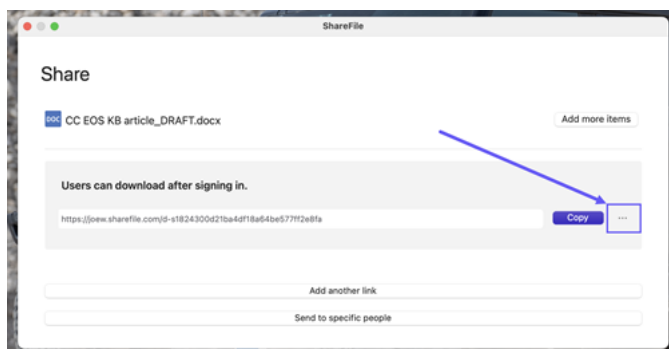 ShareFile
Share
DOC CC EOS KB article_DRAFT.docx
Add more items
Users can download after signing in.
https://joew.sharefile.com/d-s1824300d21ba4df18a64be577ff2e8fa
Copy ...
Add another link
Send to specific people